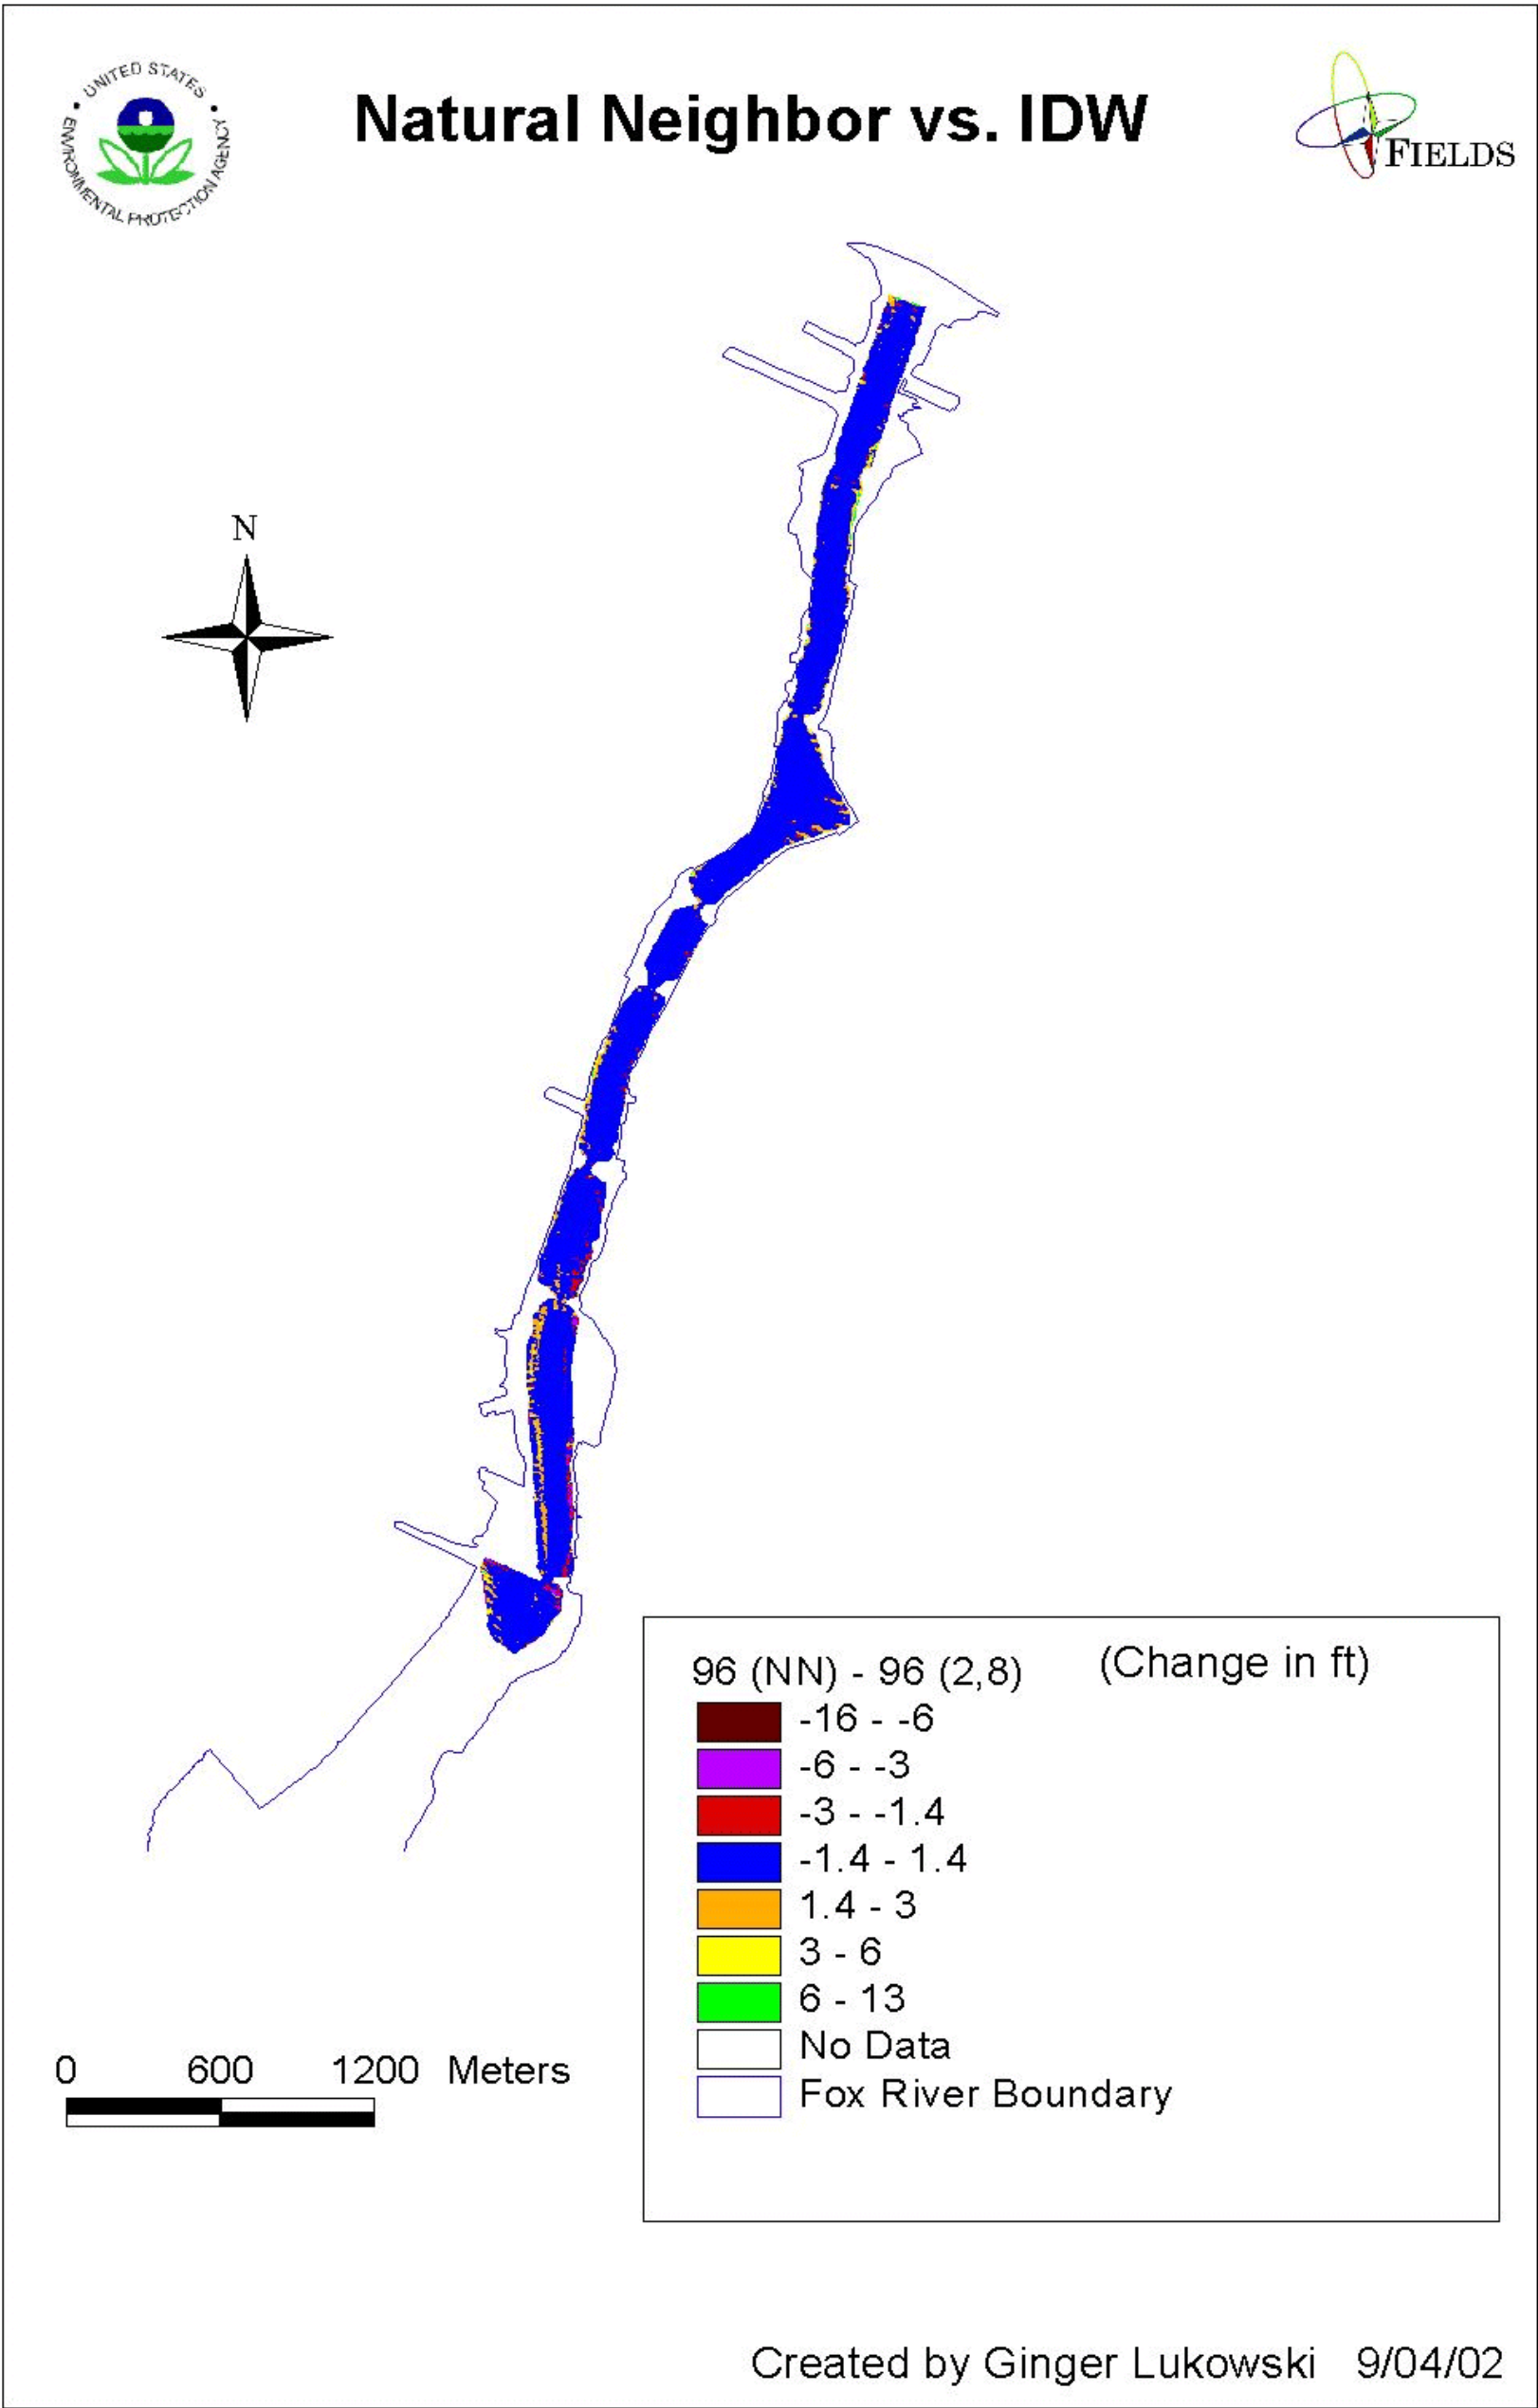 UNITED STATES
ENVIRONMENTAL PROTECTION AGENCY
Natural Neighbor vs. IDW
FIELDS
N
96 (NN) - 96 (2,8) (Change in ft)
-16 - -6
-6 - -3
-3 - -1.4
-1.4 - 1.4
1.4 - 3
3 - 6
6 - 13
No Data
Fox River Boundary
0 600 1200 Meters
Created by Ginger Lukowski 9/04/02